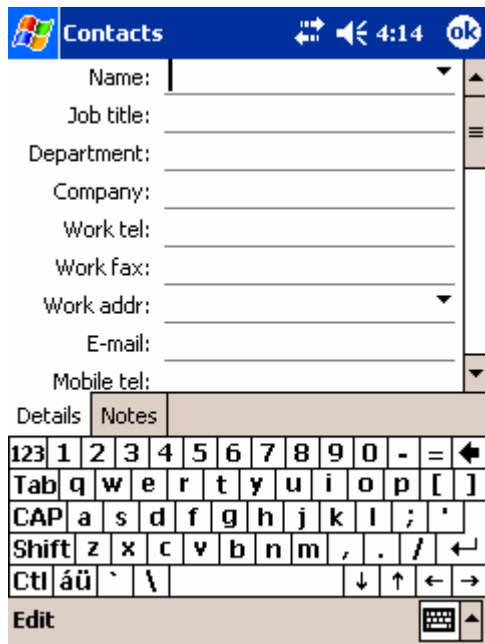 Contacts 4:14 ok
Name:
Job title:
Department:
Company:
Work tel:
Work fax:
Work addr:
E-mail:
Mobile tel:
Details Notes
123 1 2 3 4 5 6 7 8 9 0 - =
Tab q w e r t y u i o p [ ]
CAP a s d f g h j k l ; '
Shift z x c v b n m , . /
Ctl áü ` \ ↓ ↑ ← →
Edit